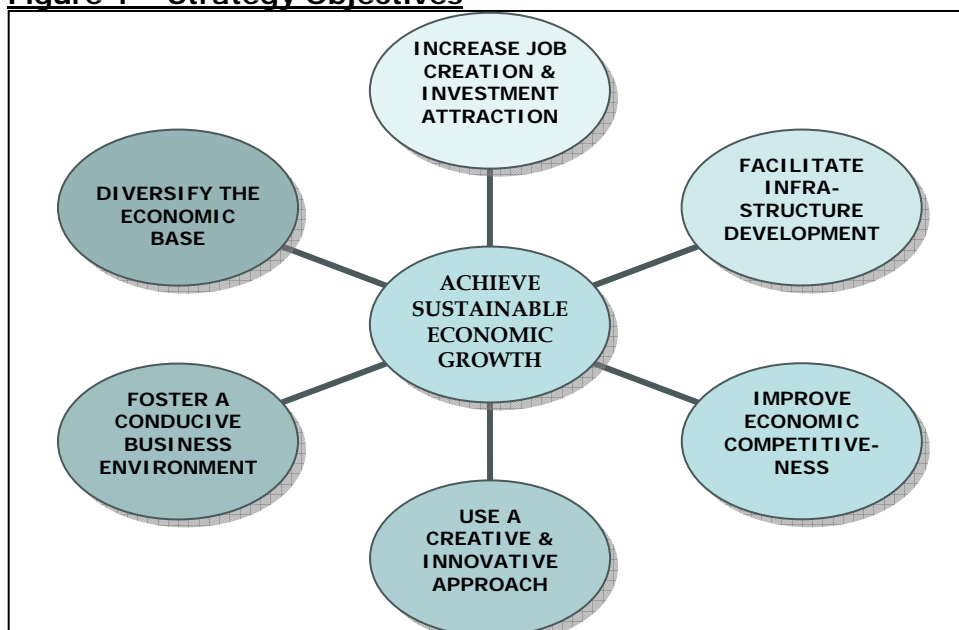 Figure – Strategy Objectives
INCREASE JOB
CREATION &
INVESTMENT
ATTRACTION
FACILITATE
INFRA-
STRUCTURE
DEVELOPMENT
IMPROVE
ECONOMIC
COMPETITIVE-
NESS
USE A
CREATIVE &
INNOVATIVE
APPROACH
FOSTER A
CONDUCIVE
BUSINESS
ENVIRONMENT
DIVERSIFY THE
ECONOMIC
BASE
ACHIEVE
SUSTAINABLE
ECONOMIC
GROWTH